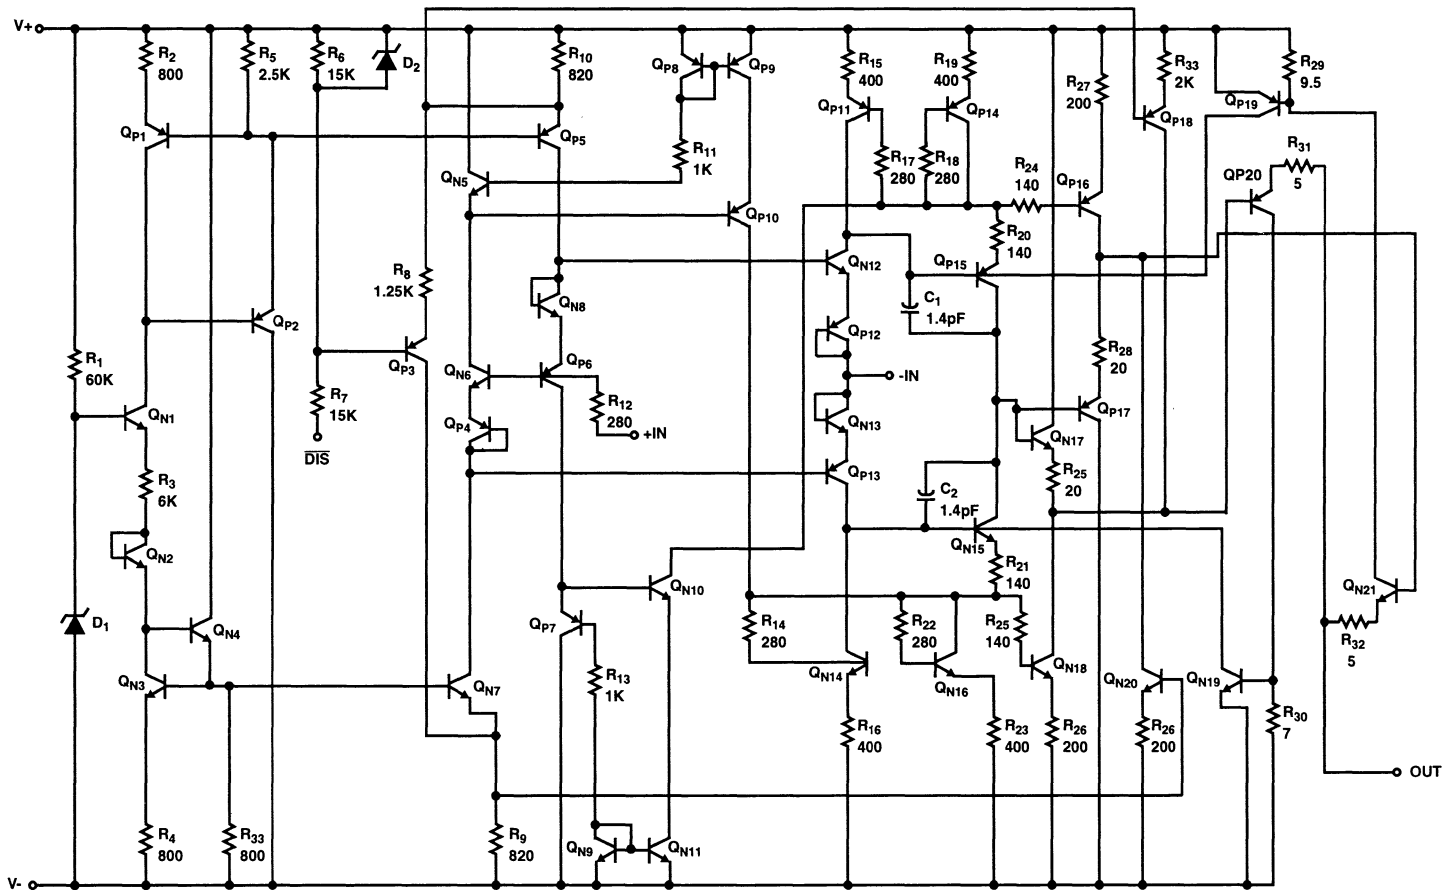 V+
R2
800
R5
2.5K
R6
15K
D2
R10
820
QP8
QP9
R15
400
R19
400
R27
200
R33
2K
R29
9.5
QP1
QP5
QP11
QP14
QP18
QP19
R11
1K
R17
280
R18
280
R24
140
R31
5
QN5
QP16
QP20
QP10
R20
140
R8
1.25K
QN12
QP15
QN8
C1
1.4pF
QP2
QP12
R1
60K
QP3
QN6
QP6
-IN
R28
20
R7
15K
R12
280
QN1
QP4
+IN
QN13
QP17
QN17
DIS
R3
6K
QP13
R25
20
C2
1.4pF
QN2
QN15
R21
140
QN10
QN21
D1
QN4
QP7
R14
280
R22
280
R25
140
R32
5
QN3
QN7
R13
1K
QN14
QN16
QN18
QN20
QN19
R16
400
R23
400
R26
200
R26
200
R30
7
OUT
R4
800
R33
800
R9
820
QN9
QN11
V-